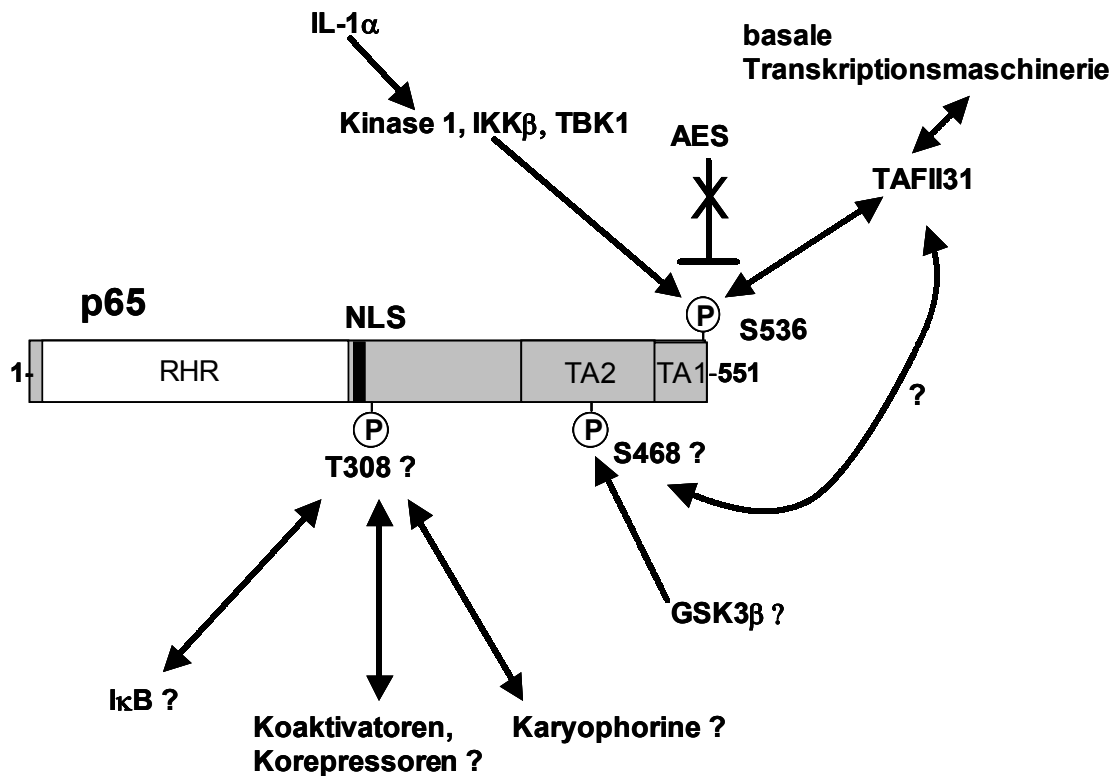 IL-1α
basale
Transkriptionsmaschinerie
Kinase 1, IKKβ, TBK1
AES
X
TAFII31
p65
NLS
P
S536
1-
RHR
TA2
TA1
-551
P
T308 ?
P
S468 ?
?
GSK3β ?
IκB ?
Koaktivatoren,
Korepressoren ?
Karyophorine ?